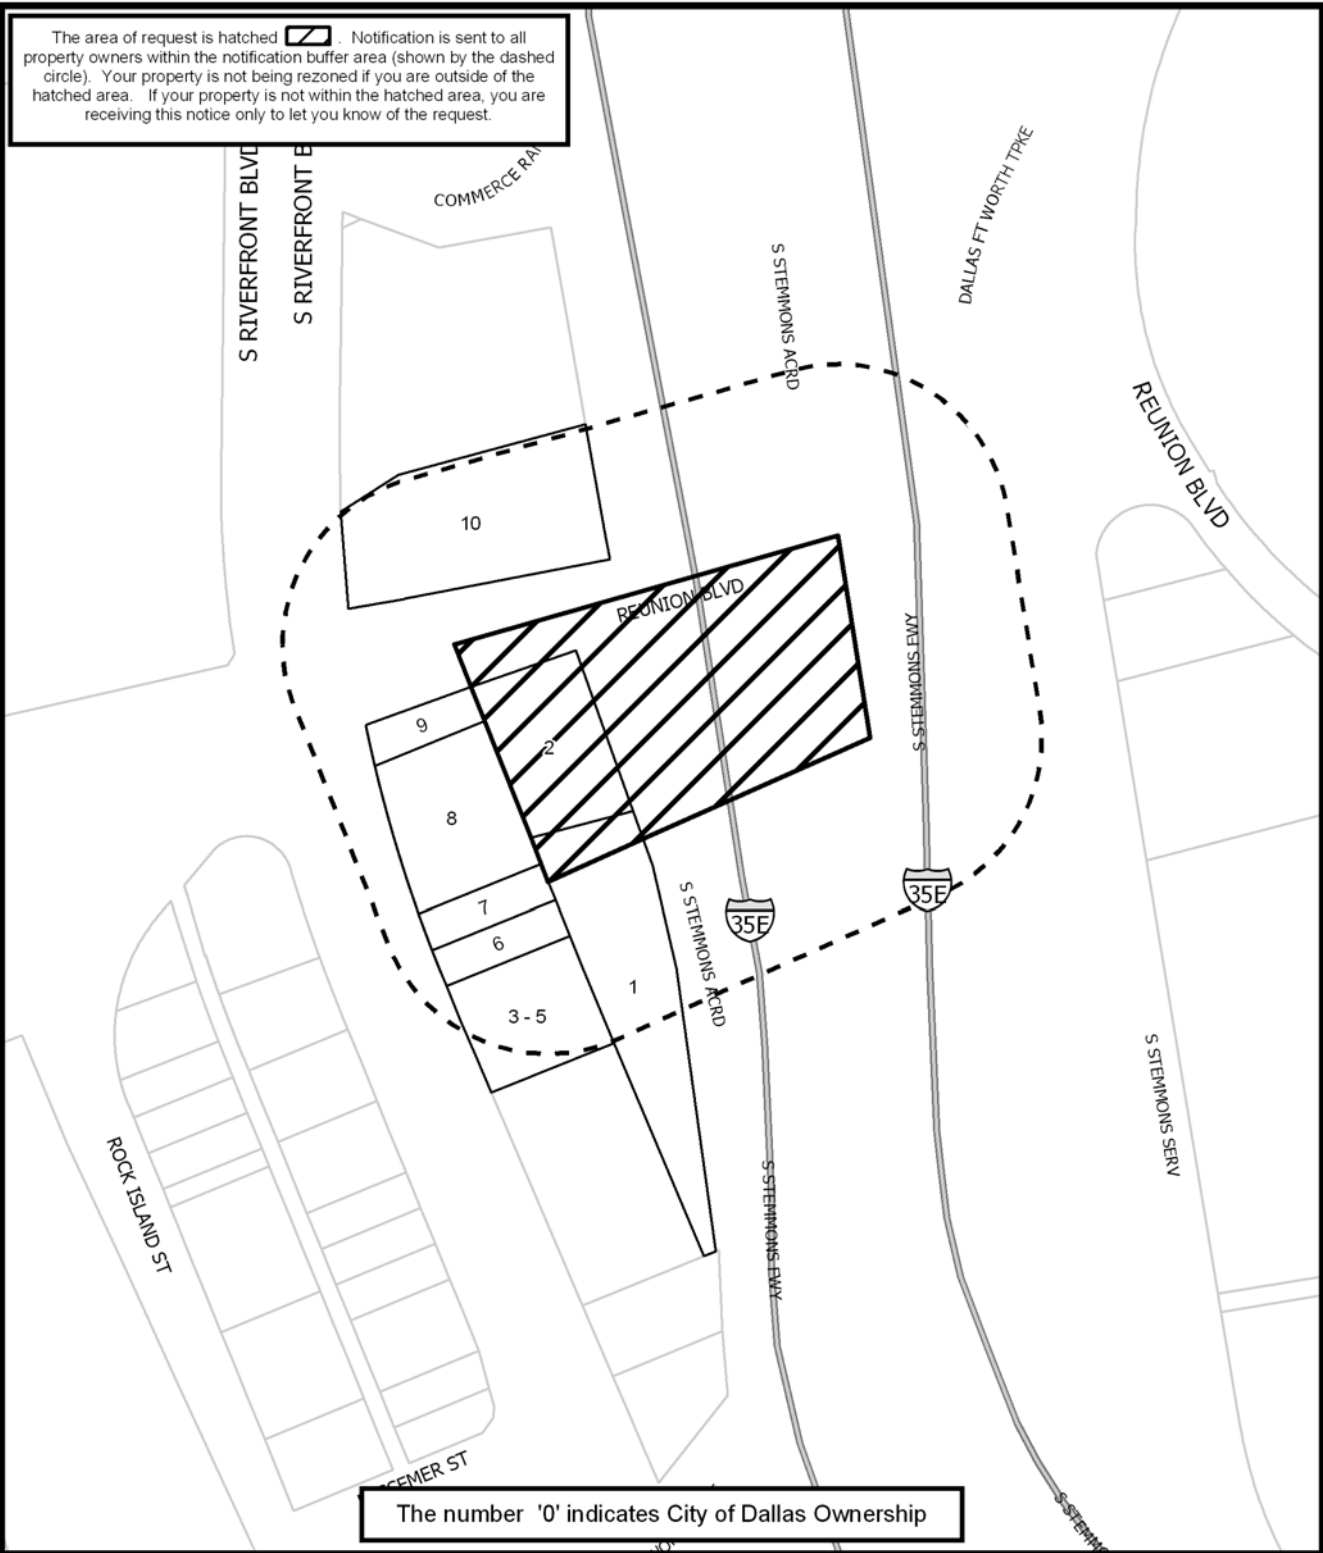 The area of request is hatched . Notification is sent to all
property owners within the notification buffer area (shown by the dashed
circle). Your property is not being rezoned if you are outside of the
hatched area. If your property is not within the hatched area, you are
receiving this notice only to let you know of the request.
S RIVERFRONT BLVD
S RIVERFRONT B
COMMERCE RA
S STEMMONS ACRD
DALLAS FT WORTH TPKE
REUNION BLVD
10
REUNION BLVD
S STEMMONS FWY
9
2
8
35E
35E
7
6
S STEMMONS ACRD
1
3 - 5
S STEMMONS SERV
ROCK ISLAND ST
S STEMMONS FWY
CEMER ST
The number '0' indicates City of Dallas Ownership
S STEMMO